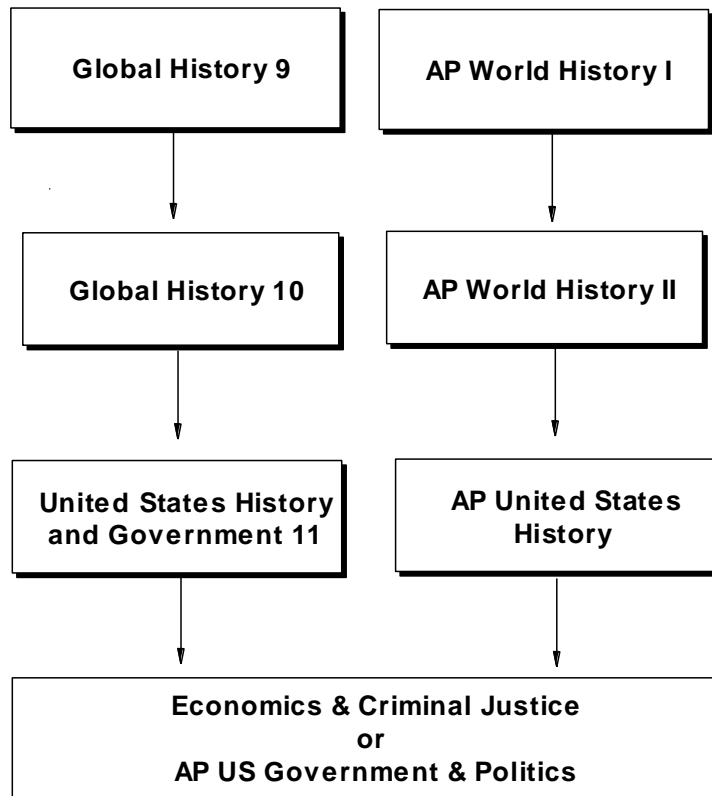 Global History 9
AP World History I
Global History 10
AP World History II
United States History
and Government 11
AP United States
History
Economics & Criminal Justice
or
AP US Government & Politics